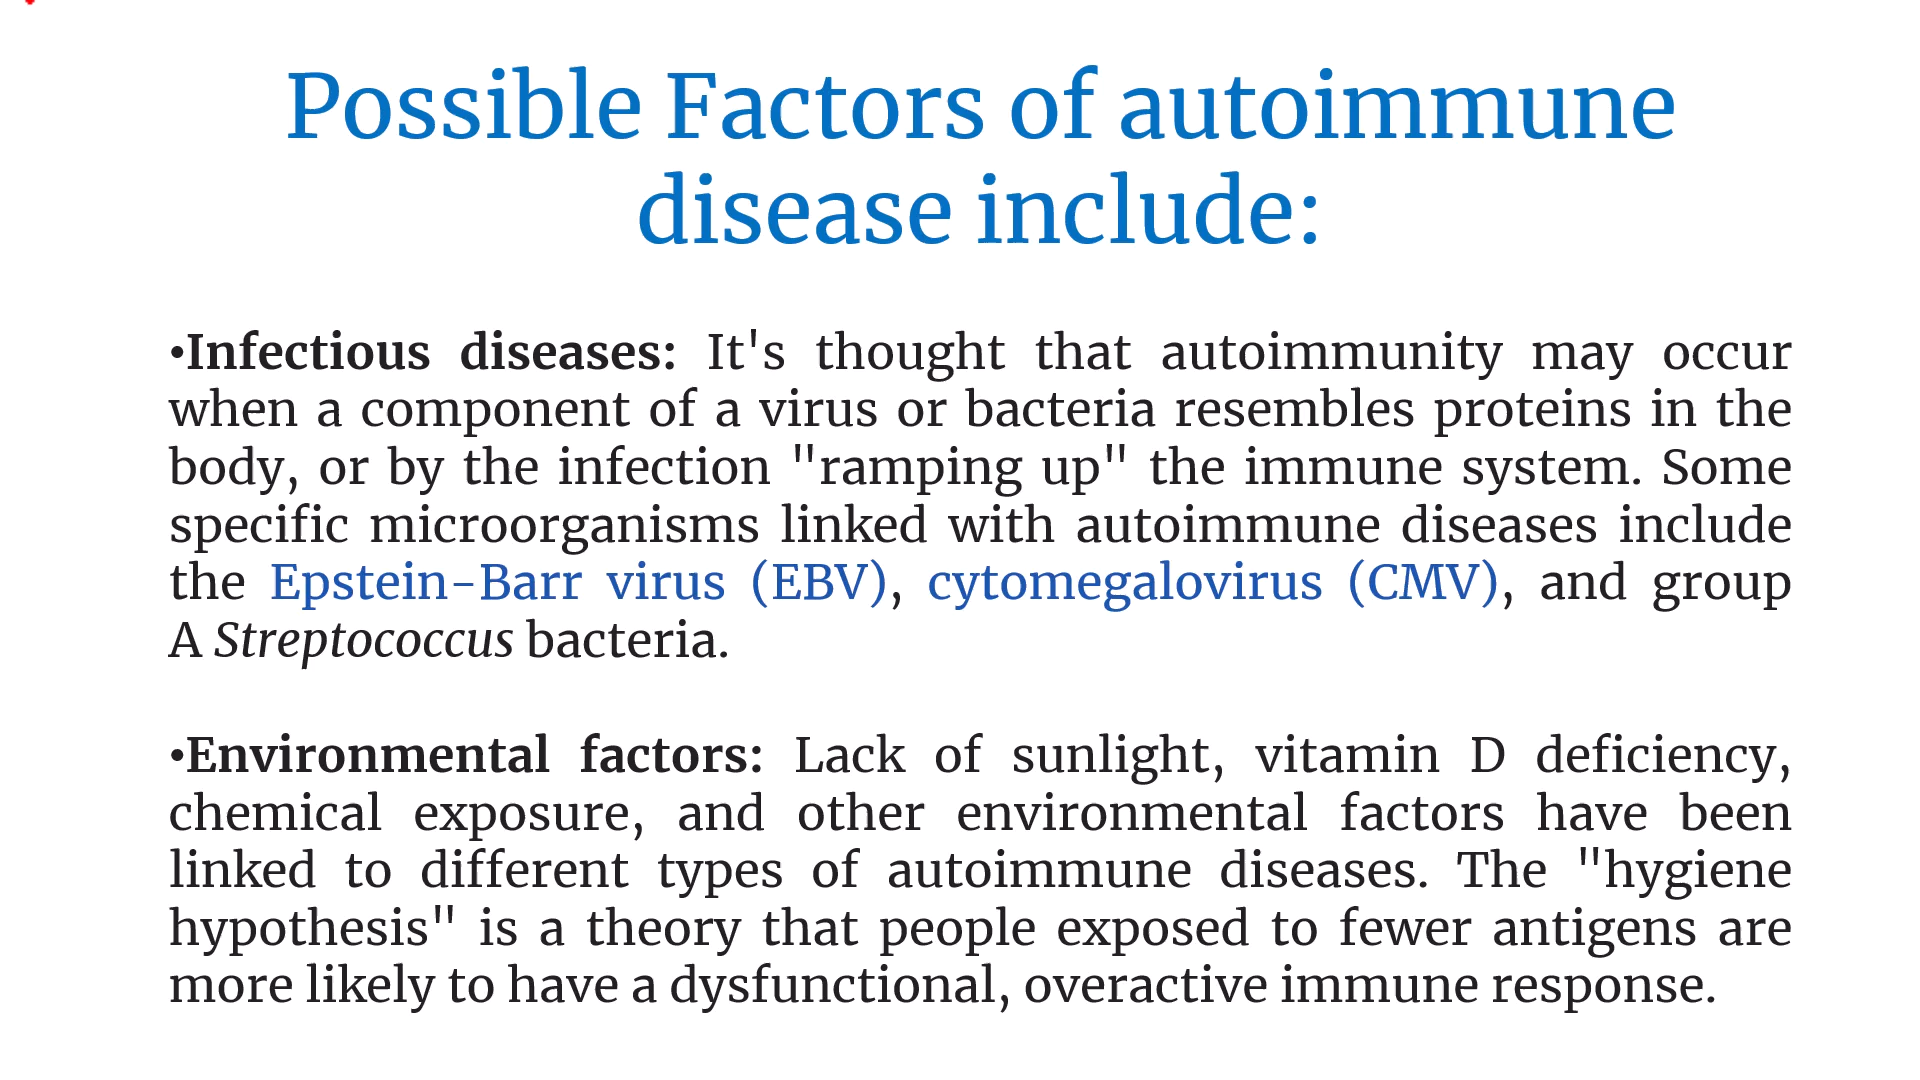 Possible Factors of autoimmune
disease include:
•Infectious diseases: It's thought that autoimmunity may occur
when a component of a virus or bacteria resembles proteins in the
body, or by the infection "ramping up" the immune system. Some
specific microorganisms linked with autoimmune diseases include
the Epstein-Barr virus (EBV), cytomegalovirus (CMV), and group
A Streptococcus bacteria.
•Environmental factors: Lack of sunlight, vitamin D deficiency,
chemical exposure, and other environmental factors have been
linked to different types of autoimmune diseases. The "hygiene
hypothesis" is a theory that people exposed to fewer antigens are
more likely to have a dysfunctional, overactive immune response.